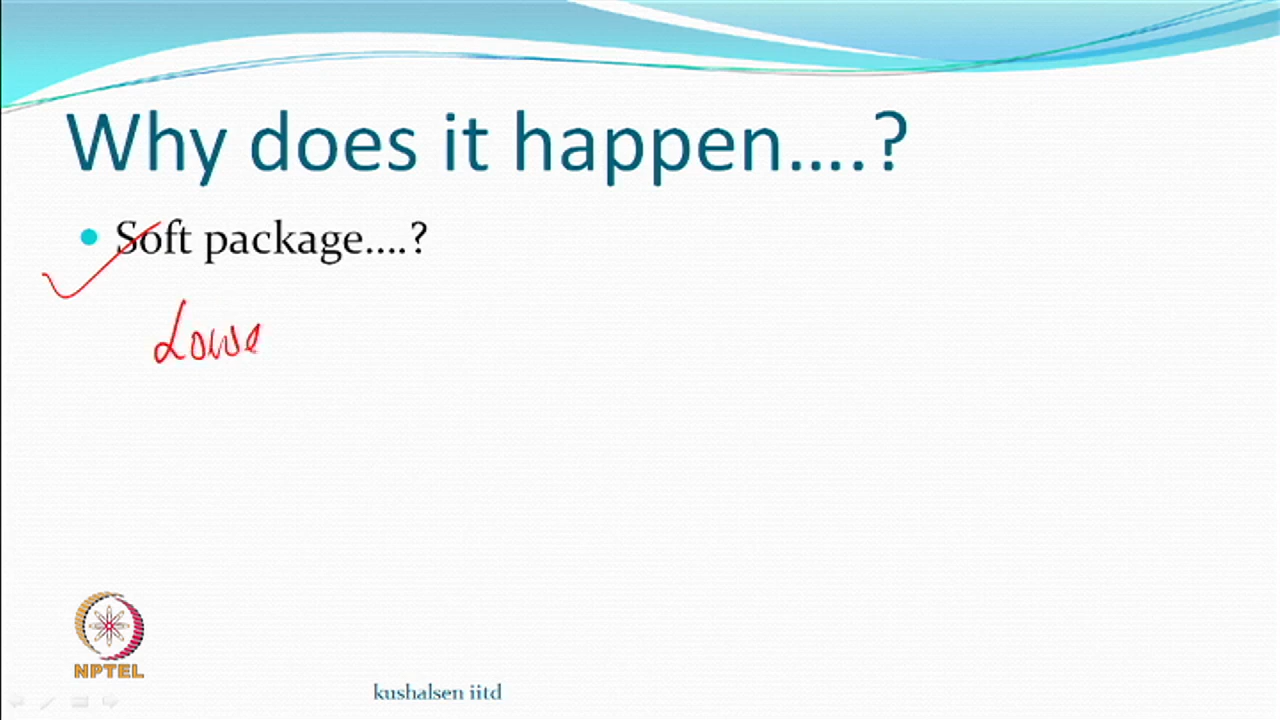 Why does it happen....?
Soft package....?
Lowe
NPTEL
kushalsen iitd